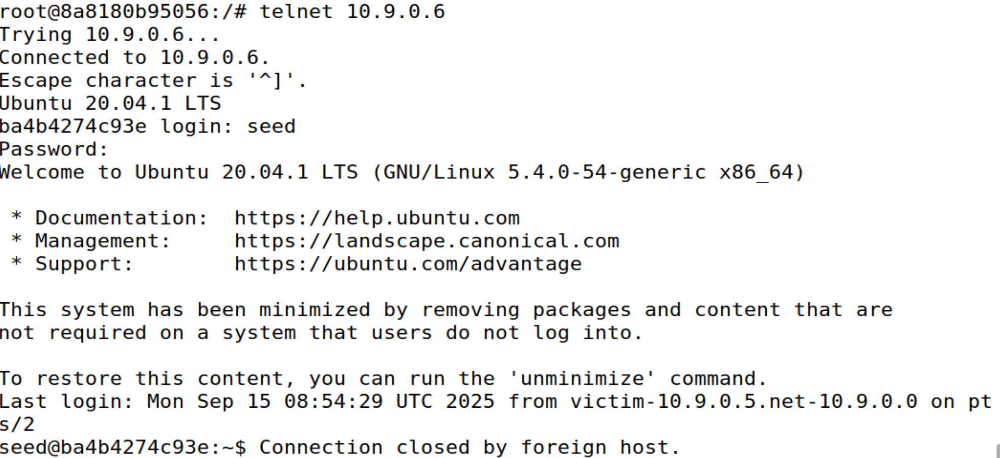 root@8a8180b95056:/# telnet 10.9.0.6
Trying 10.9.0.6...
Connected to 10.9.0.6.
Escape character is '^]'.
Ubuntu 20.04.1 LTS
ba4b4274c93e login: seed
Password:
Welcome to Ubuntu 20.04.1 LTS (GNU/Linux 5.4.0-54-generic x86_64)
 * Documentation:  https://help.ubuntu.com
 * Management:     https://landscape.canonical.com
 * Support:        https://ubuntu.com/advantage
This system has been minimized by removing packages and content that are
not required on a system that users do not log into.
To restore this content, you can run the 'unminimize' command.
Last login: Mon Sep 15 08:54:29 UTC 2025 from victim-10.9.0.5.net-10.9.0.0 on pt
s/2
seed@ba4b4274c93e:~$ Connection closed by foreign host.